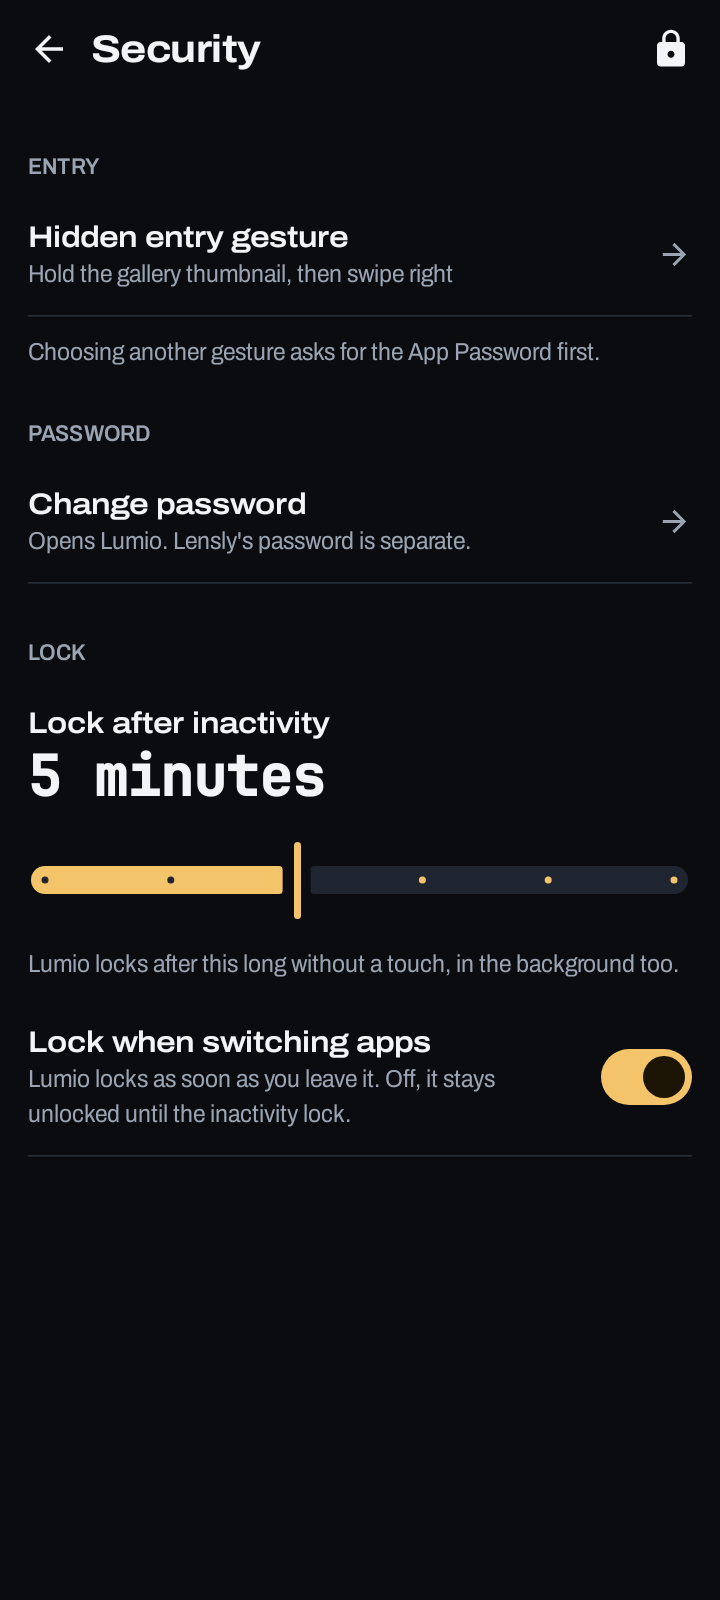 Security
ENTRY
Hidden entry gesture
Hold the gallery thumbnail, then swipe right
Choosing another gesture asks for the App Password first.
PASSWORD
Change password
Opens Lumio. Lensly's password is separate.
LOCK
Lock after inactivity
5 minutes
Lumio locks after this long without a touch, in the background too.
Lock when switching apps
Lumio locks as soon as you leave it. Off, it stays
unlocked until the inactivity lock.